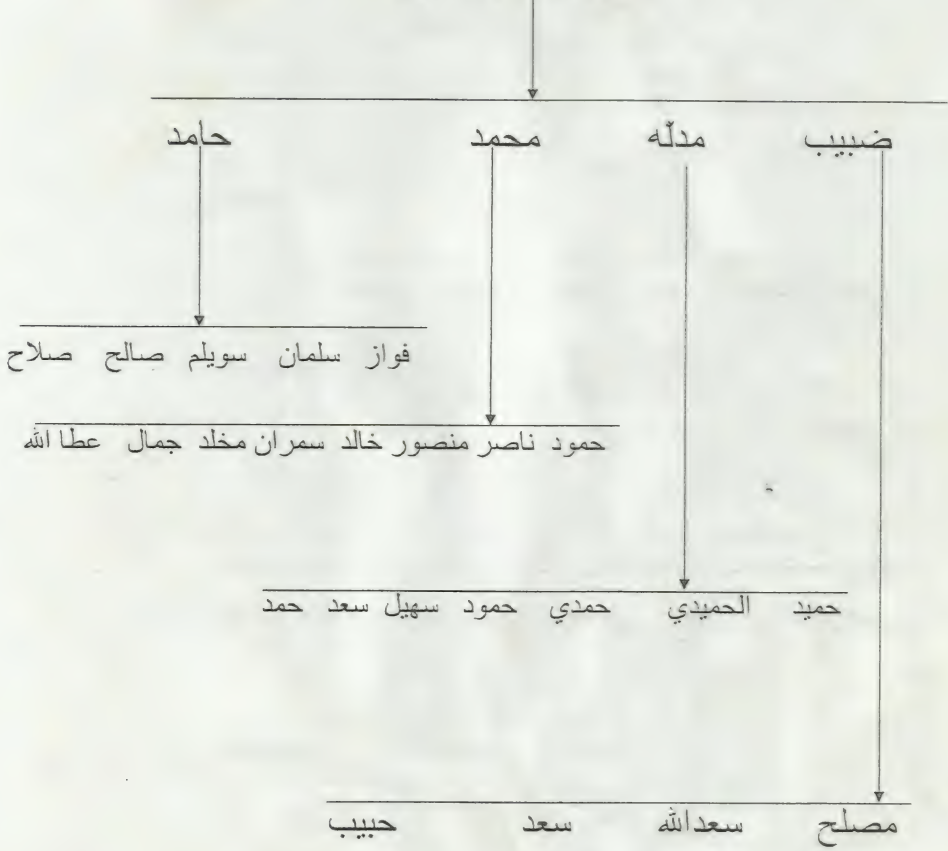 ضبيب مدلّه محمد حامد
فواز سلمان سويلم صالح صلاح
حمود ناصر منصور خالد سمران مخلد جمال عطا الله
حميد الحميدي حمدي حمود سهيل سعد حمد
مصلح سعدالله سعد حبيب